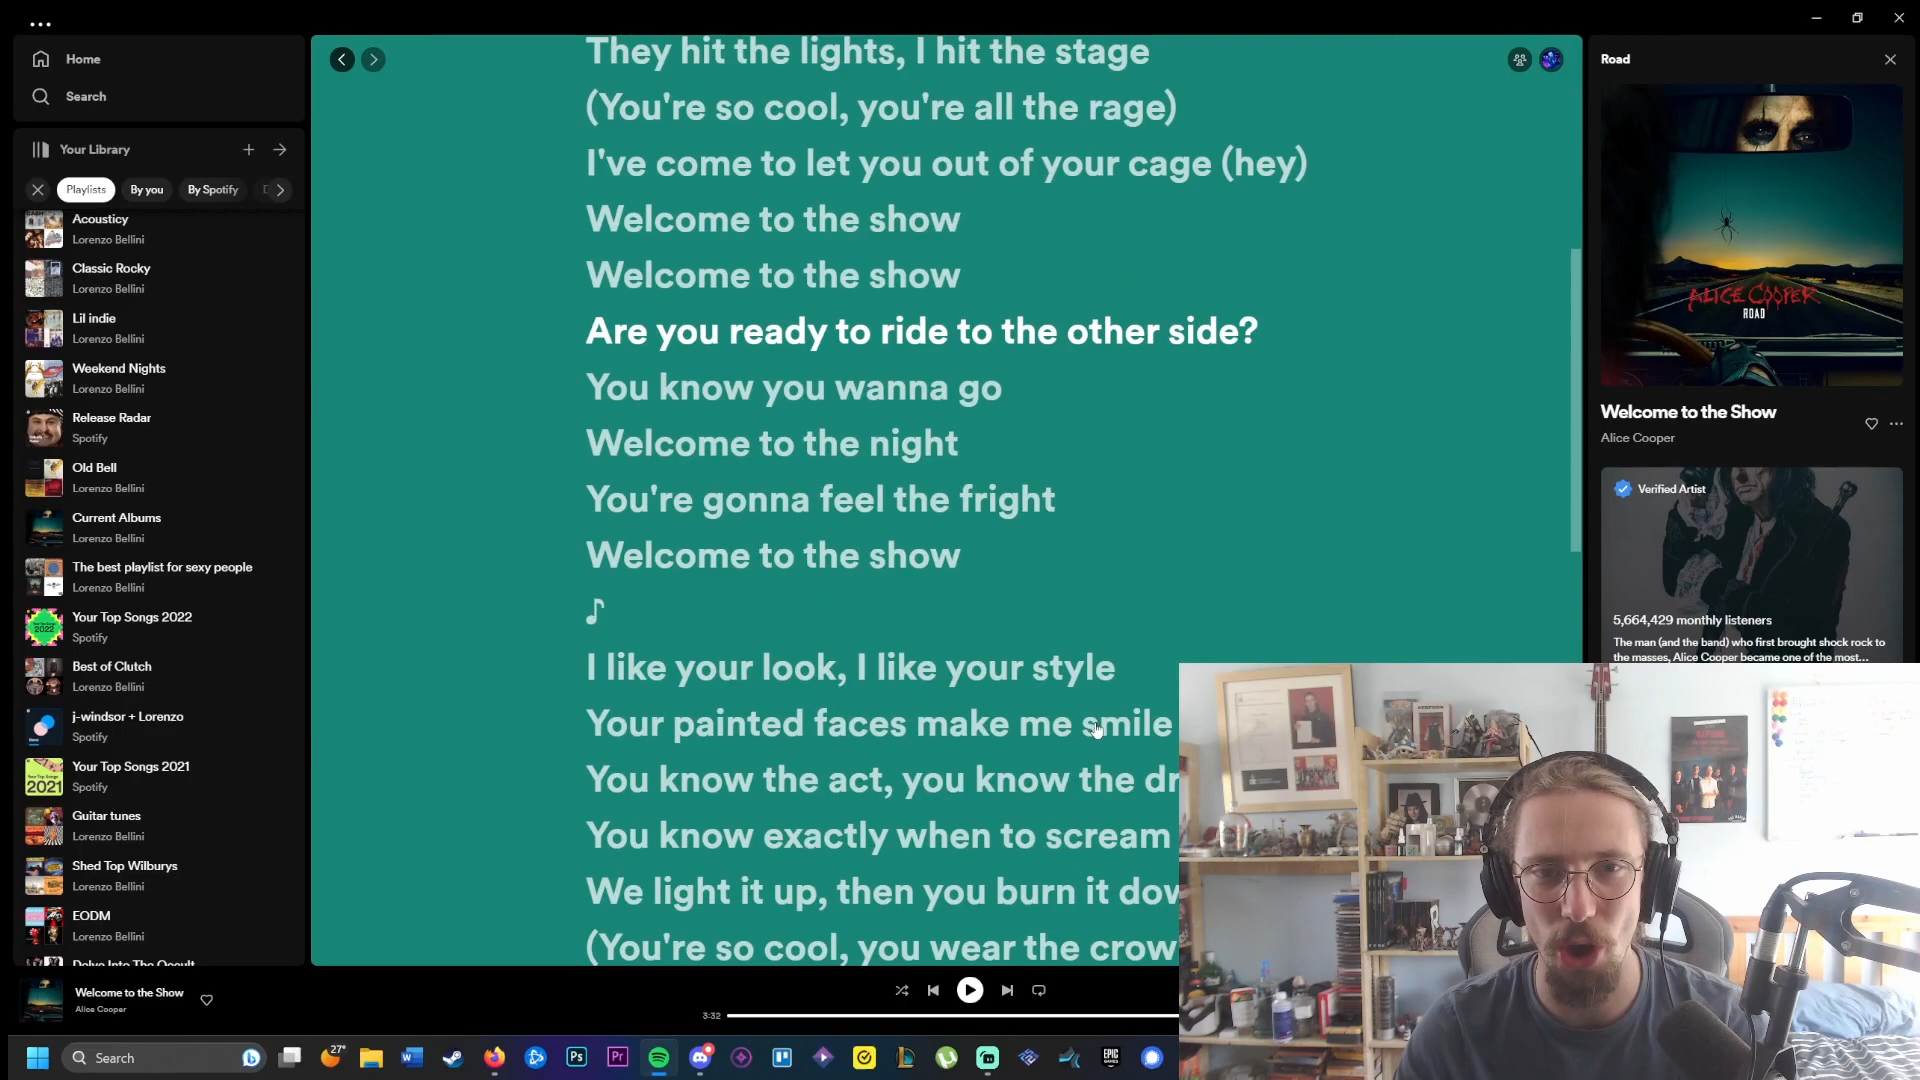 Home
Search
Your Library
Playlists
By you
By Spotify
Acousticy
Lorenzo Bellini
Classic Rocky
Lorenzo Bellini
Lil indie
Lorenzo Bellini
Weekend Nights
Lorenzo Bellini
Release Radar
Spotify
Old Bell
Lorenzo Bellini
Current Albums
Lorenzo Bellini
The best playlist for sexy people
Lorenzo Bellini
Your Top Songs 2022
Spotify
Best of Clutch
Lorenzo Bellini
j-windsor + Lorenzo
Spotify
Your Top Songs 2021
Spotify
Guitar tunes
Lorenzo Bellini
Shed Top Wilburys
Lorenzo Bellini
EODM
Lorenzo Bellini
Delve Into The Occult
They hit the lights, I hit the stage
(You're so cool, you're all the rage)
I've come to let you out of your cage (hey)
Welcome to the show
Welcome to the show
Are you ready to ride to the other side?
You know you wanna go
Welcome to the night
You're gonna feel the fright
Welcome to the show
♪
I like your look, I like your style
Your painted faces make me smile
You know the act, you know the dr
You know exactly when to scream
We light it up, then you burn it dow
(You're so cool, you wear the crow
Road
ALICE COOPER
ROAD
Welcome to the Show
Alice Cooper
Verified Artist
5,664,429 monthly listeners
The man (and the band) who first brought shock rock to
the masses, Alice Cooper became one of the most...
Welcome to the Show
Alice Cooper
3:32
Search
27°
Ps
Pr
EPIC